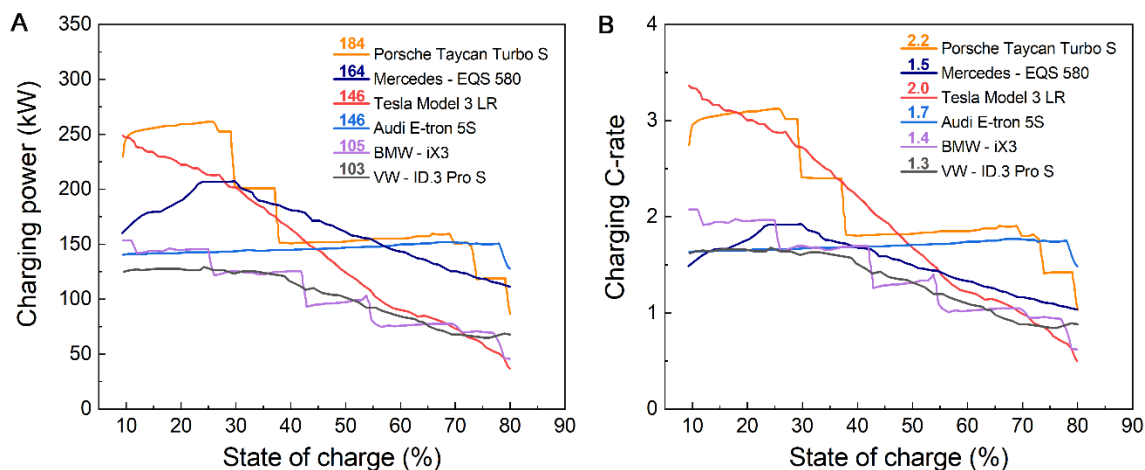 A
Charging power (kW)
350
300
250
200
150
100
50
0
184
Porsche Taycan Turbo S
164
Mercedes - EQS 580
146
Tesla Model 3 LR
146
Audi E-tron 5S
105
BMW - iX3
103
VW - ID.3 Pro S
10 20 30 40 50 60 70 80 90
State of charge (%)
B
Charging C-rate
4
3
2
1
0
2.2
Porsche Taycan Turbo S
1.5
Mercedes - EQS 580
2.0
Tesla Model 3 LR
1.7
Audi E-tron 5S
1.4
BMW - iX3
1.3
VW - ID.3 Pro S
10 20 30 40 50 60 70 80 90
State of charge (%)